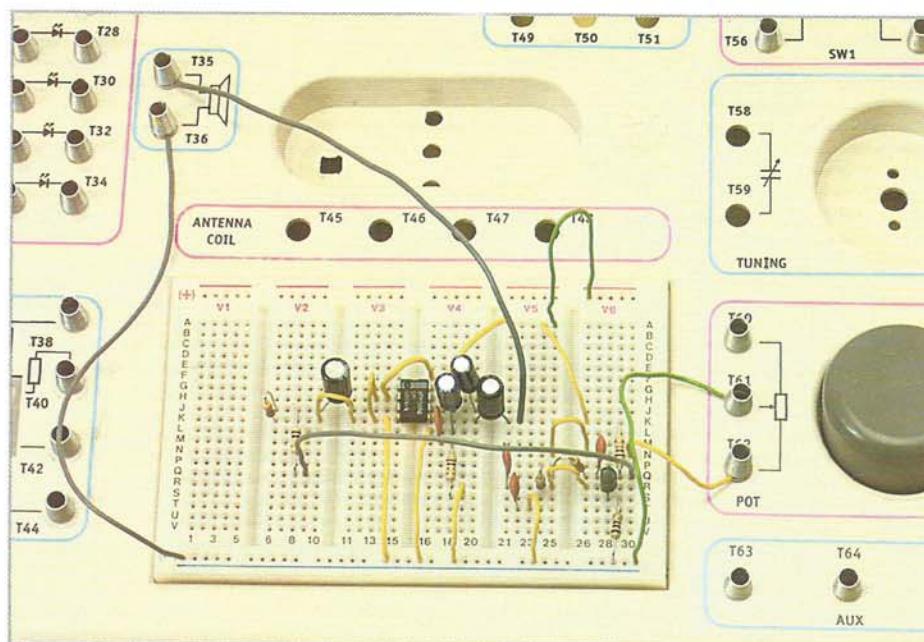 T28
T30
T32
T34
T35
T36
T49 T50 T51
T56
SW1
T58
T59
TUNING
ANTENNA
COIL
T45 T46 T47
T38
T40
T42
T44
(+) V1 V2 V3 V4 V5 V6
A
B
C
D
E
F
G
H
J
K
L
M
N
P
Q
R
S
T
U
V
1 3 5 6 8 10 11 13 15 16 18 20 21 23 25 26 28 30
T61
POT
T63 T64
AUX